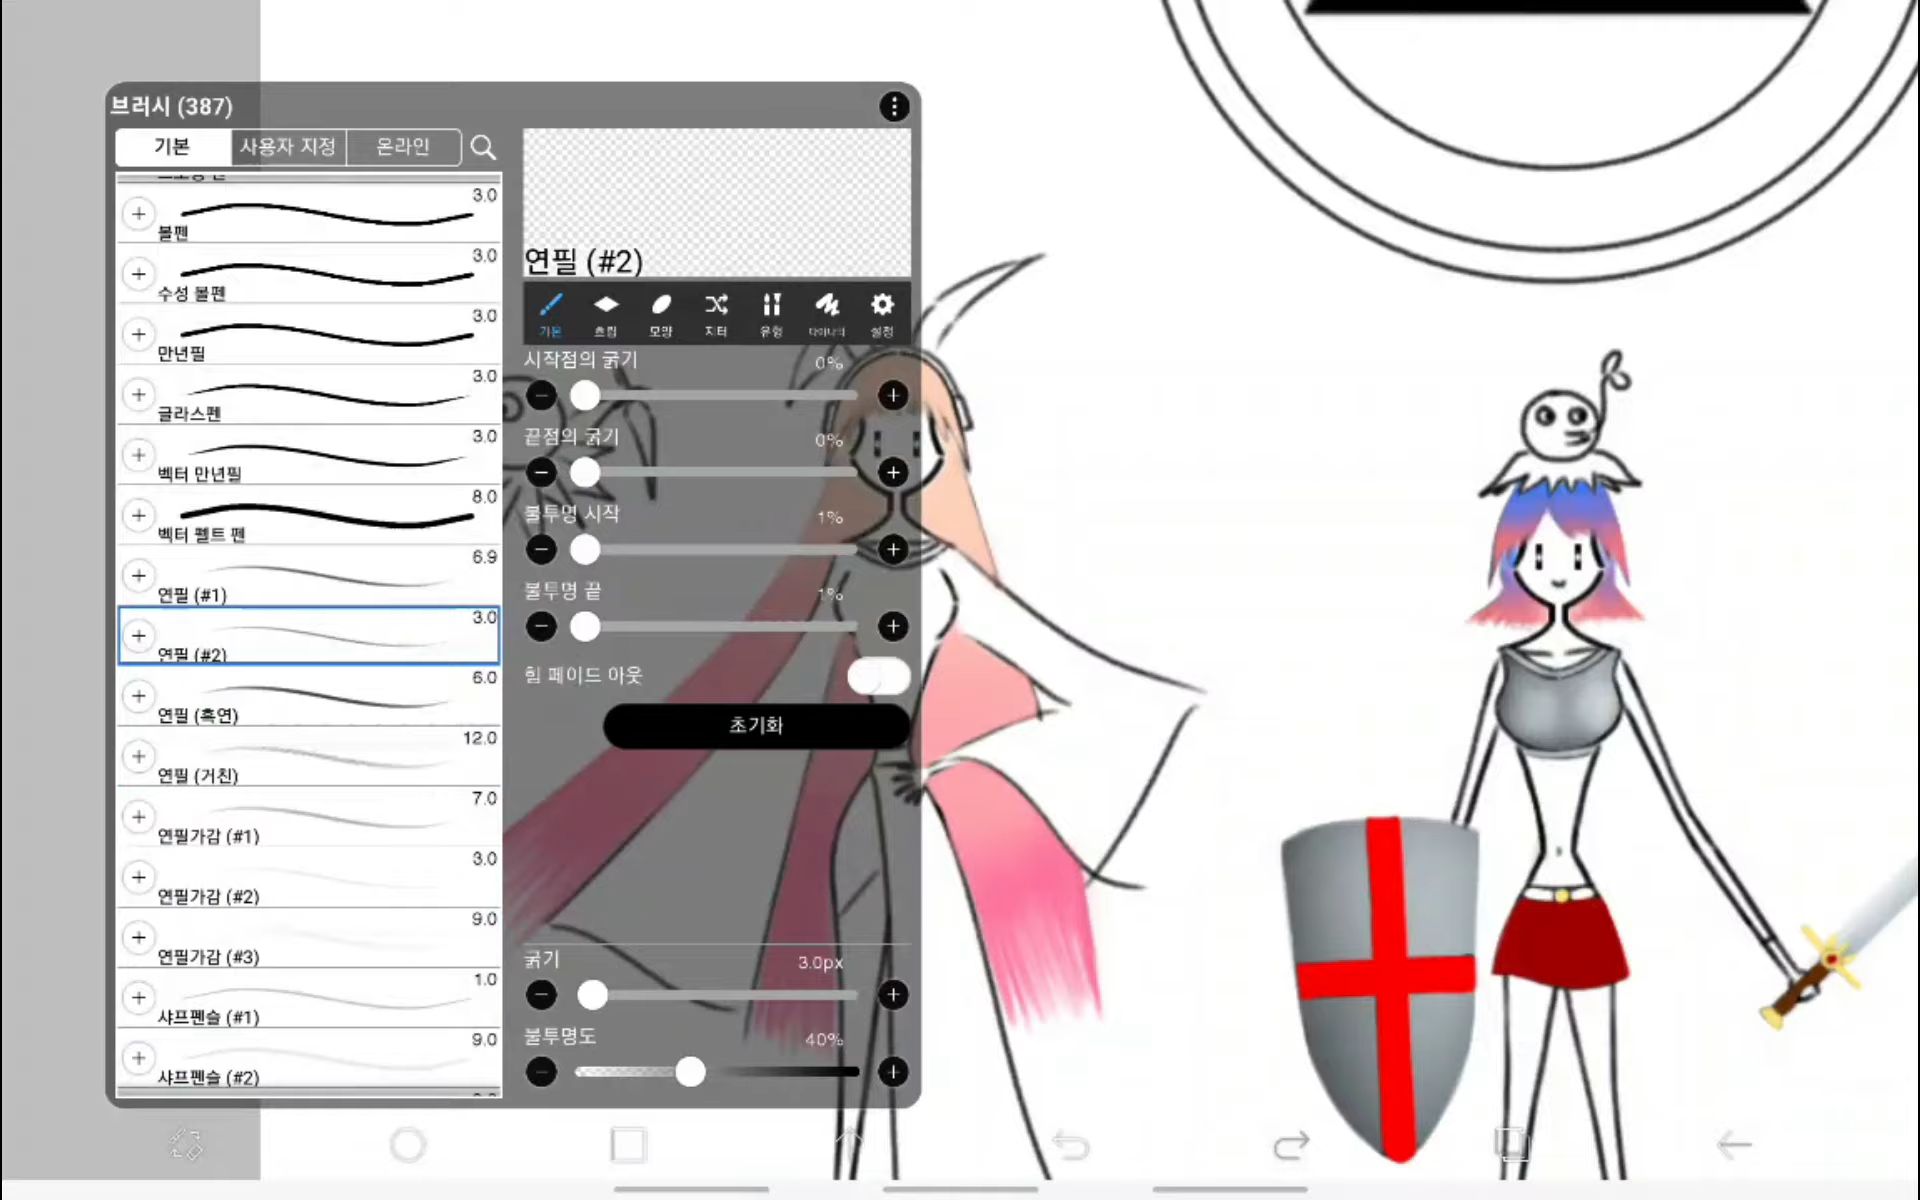 브러시 (387)
기본
사용자 지정
온라인
3.0
볼펜
3.0
수성 볼펜
3.0
만년필
3.0
글라스펜
3.0
벡터 만년필
8.0
벡터 펠트 펜
6.9
연필 (#1)
3.0
연필 (#2)
6.0
연필 (흑연)
12.0
연필 (거친)
7.0
연필가감 (#1)
3.0
연필가감 (#2)
9.0
연필가감 (#3)
1.0
샤프펜슬 (#1)
9.0
샤프펜슬 (#2)
연필 (#2)
기본
흐림
모양
지터
유형
설정
시작점의 굵기
0%
끝점의 굵기
0%
불투명 시작
1%
불투명 끝
1%
힘 페이드 아웃
초기화
굵기
3.0px
불투명도
40%